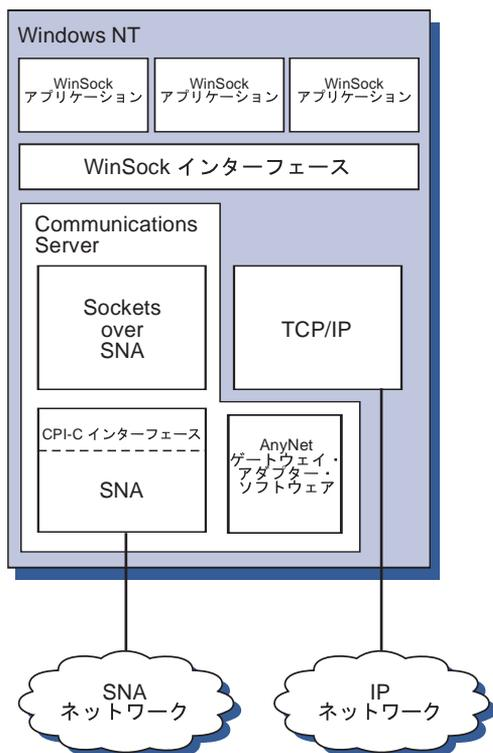 Windows NT
WinSock
アプリケーション
WinSock
アプリケーション
WinSock
アプリケーション
WinSock インターフェース
Communications
Server
Sockets
over
SNA
TCP/IP
CPI-C インターフェース
SNA
AnyNet
ゲートウェイ・
アダプター・
ソフトウェア
SNA
ネットワーク
IP
ネットワーク